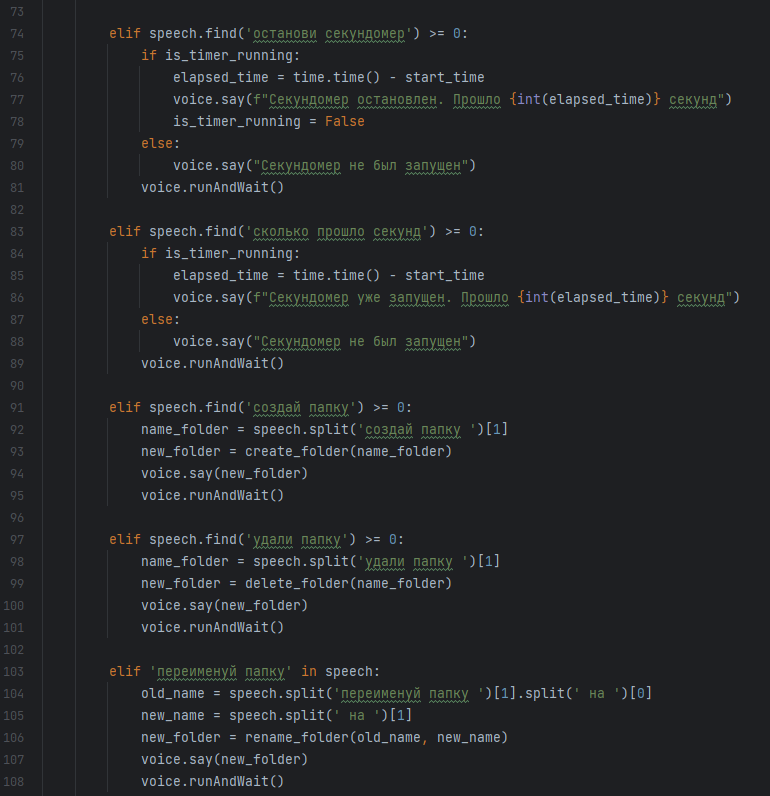 73
74 elif speech.find('останови секундомер') >= 0:
75 if is_timer_running:
76 elapsed_time = time.time() - start_time
77 voice.say(f"Секундомер остановлен. Прошло {int(elapsed_time)} секунд")
78 is_timer_running = False
79 else:
80 voice.say("Секундомер не был запущен")
81 voice.runAndWait()
82
83 elif speech.find('сколько прошло секунд') >= 0:
84 if is_timer_running:
85 elapsed_time = time.time() - start_time
86 voice.say(f"Секундомер уже запущен. Прошло {int(elapsed_time)} секунд")
87 else:
88 voice.say("Секундомер не был запущен")
89 voice.runAndWait()
90
91 elif speech.find('создай папку') >= 0:
92 name_folder = speech.split('создай папку ')[1]
93 new_folder = create_folder(name_folder)
94 voice.say(new_folder)
95 voice.runAndWait()
96
97 elif speech.find('удали папку') >= 0:
98 name_folder = speech.split('удали папку ')[1]
99 new_folder = delete_folder(name_folder)
100 voice.say(new_folder)
101 voice.runAndWait()
102
103 elif 'переименуй папку' in speech:
104 old_name = speech.split('переименуй папку ')[1].split(' на ')[0]
105 new_name = speech.split(' на ')[1]
106 new_folder = rename_folder(old_name, new_name)
107 voice.say(new_folder)
108 voice.runAndWait()